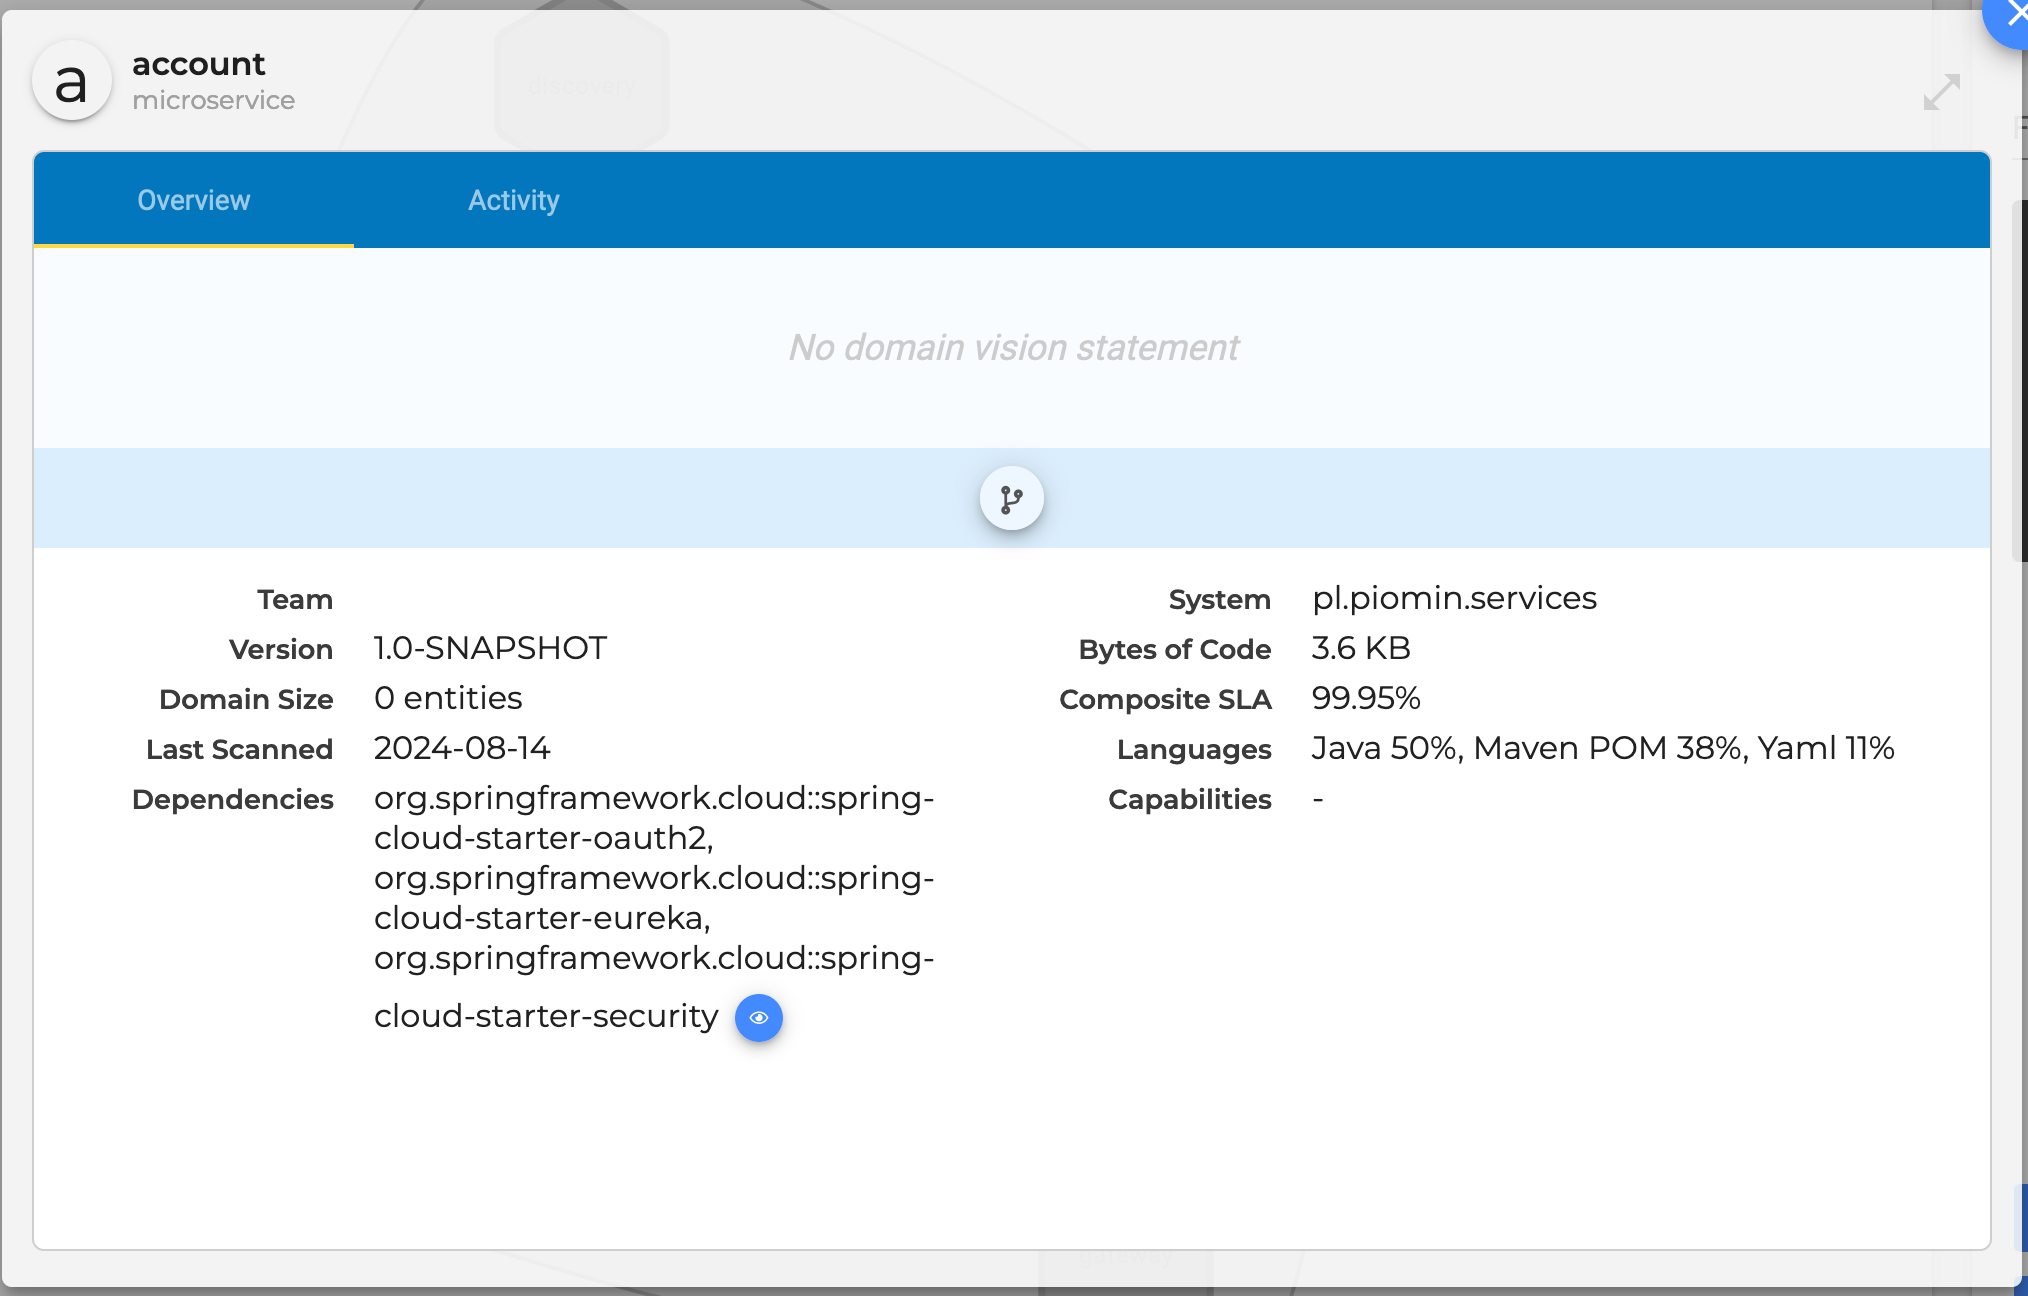 discovery
a
account
microservice
Overview
Activity
No domain vision statement
Team
Version 1.0-SNAPSHOT
Domain Size 0 entities
Last Scanned 2024-08-14
Dependencies org.springframework.cloud::spring-
cloud-starter-oauth2,
org.springframework.cloud::spring-
cloud-starter-eureka,
org.springframework.cloud::spring-
cloud-starter-security
System pl.piomin.services
Bytes of Code 3.6 KB
Composite SLA 99.95%
Languages Java 50%, Maven POM 38%, Yaml 11%
Capabilities -
gateway